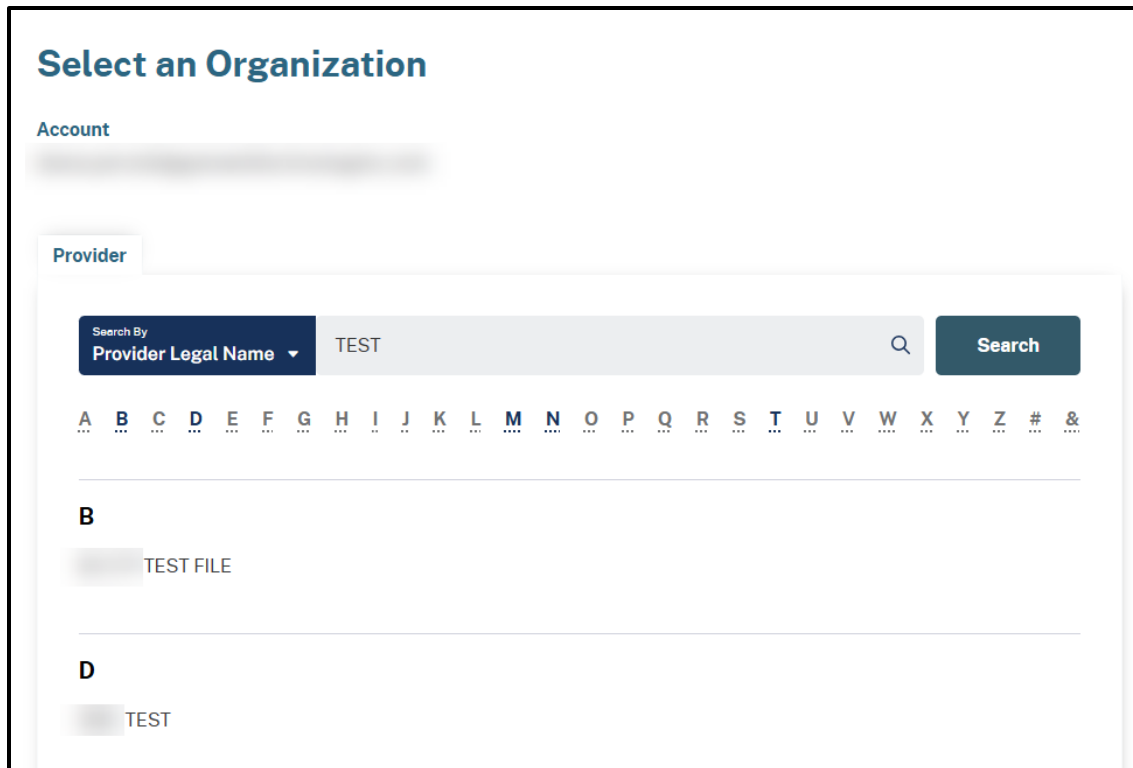 Select an Organization
Account
Provider
Search By
Provider Legal Name
TEST
Search
A B C D E F G H I J K L M N O P Q R S T U V W X Y Z # &
B
TEST FILE
D
TEST